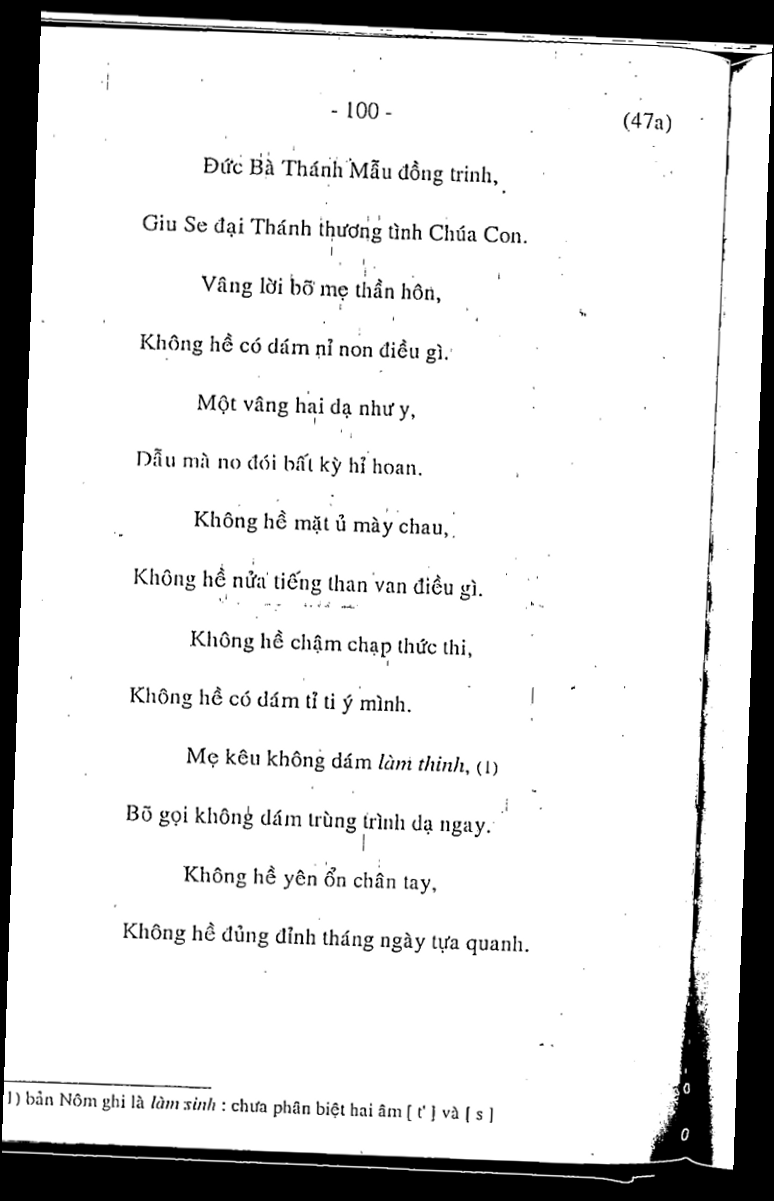 - 100 -
(47a)
Đức Bà Thánh Mẫu đồng trinh,
Giu Se đại Thánh thương tình Chúa Con.
Vâng lời bõ mẹ thần hôn,
Không hề có dám nỉ non điều gì.
Một vâng hai dạ như y,
Dẫu mà no đói bất kỳ hỉ hoan.
Không hề mặt ủ mày chau,
Không hề nửa tiếng than van điều gì.
Không hề chậm chạp thức thi,
Không hề có dám tỉ ti ý mình.
Mẹ kêu không dám làm thinh, (1)
Bõ gọi không dám trùng trình dạ ngay.
Không hề yên ổn chân tay,
Không hề đủng đỉnh tháng ngày tựa quanh.
1) bản Nôm ghi là làm sinh : chưa phân biệt hai âm [ t' ] và [ s ]